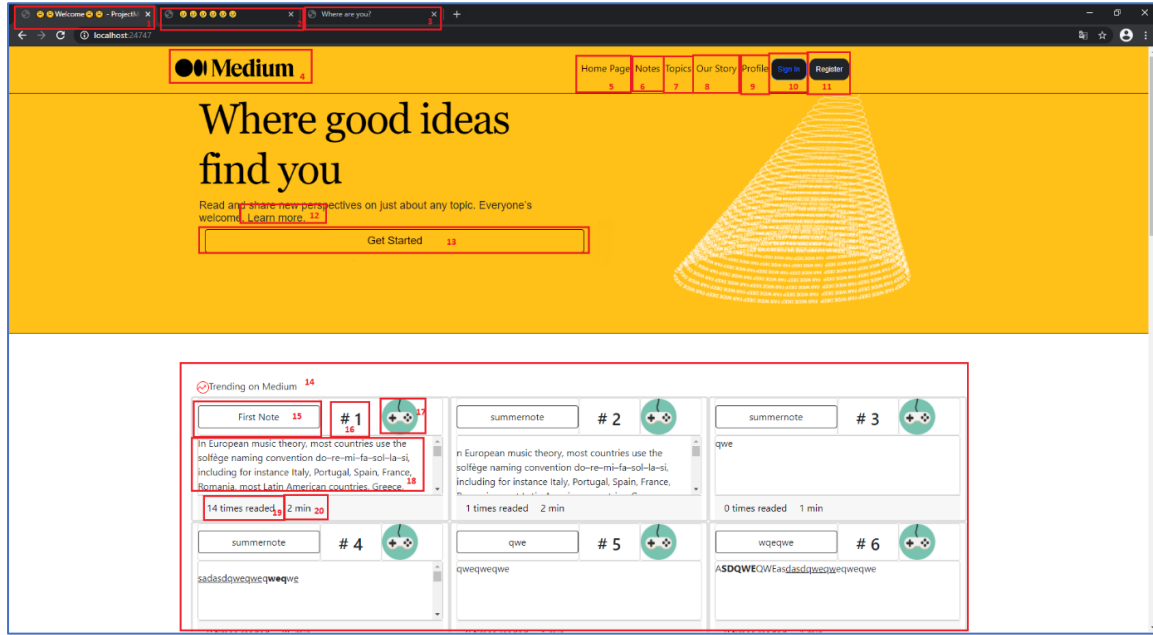 Welcome - ProjectM 1
2
Where are you? 3
localhost:24747
Medium 4
Home Page Notes Topics Our Story Profile Sign In Register
5 6 7 8 9 10 11
Where good ideas
find you
Read and share new perspectives on just about any topic. Everyone's
welcome. Learn more. 12
Get Started 13
Trending on Medium 14
First Note 15 # 1 16 17
In European music theory, most countries use the
solfège naming convention do–re–mi–fa–sol–la–si,
including for instance Italy, Portugal, Spain, France,
Romania, most Latin American countries, Greece, 18
14 times readed 19 2 min 20
summernote # 2
n European music theory, most countries use the
solfège naming convention do–re–mi–fa–sol–la–si,
including for instance Italy, Portugal, Spain, France,
1 times readed 2 min
summernote # 3
qwe
0 times readed 1 min
summernote # 4
sadasdqweqweqweqwe
qwe # 5
qweqweqwe
wqeqwe # 6
ASDQWEQWEasdasdqweqweqweqwe